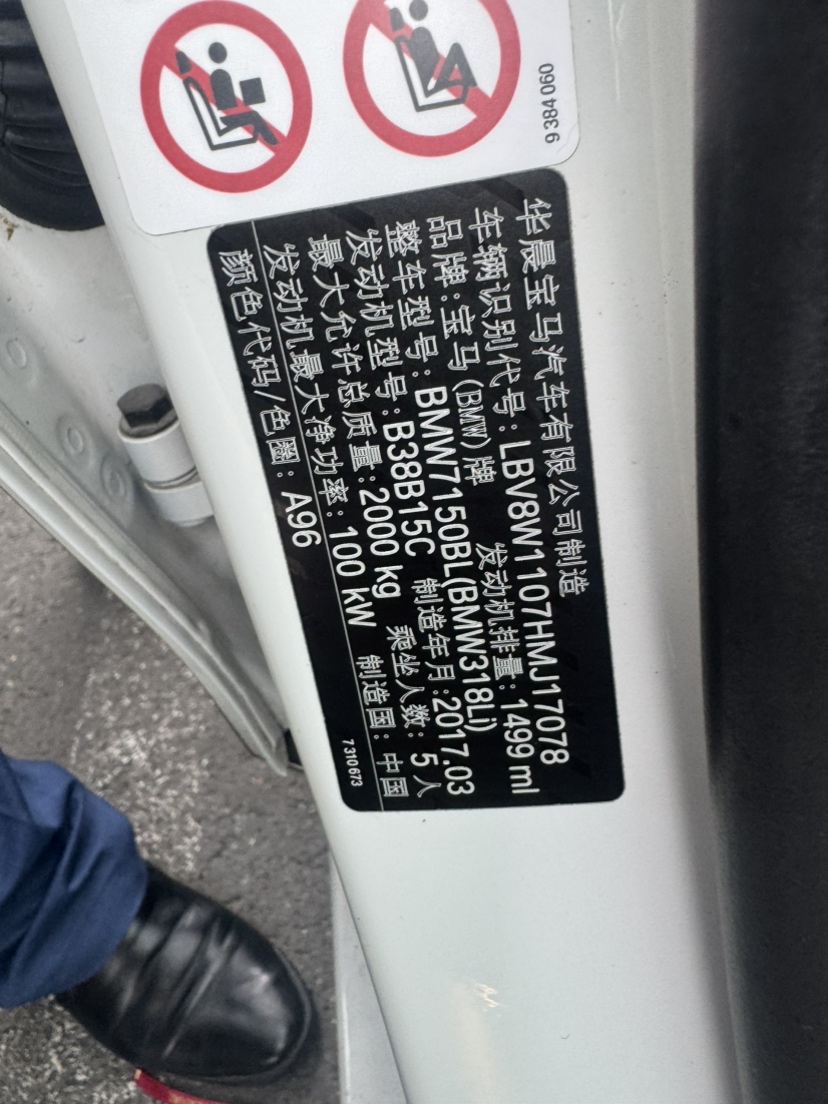 9 384 060
华晨宝马汽车有限公司制造
车辆识别代号: LBV8W1107HMJ17078
品牌: 宝马(BMW)牌 发动机排量: 1499 ml
整车型号: BMW7150BL(BMW318Li)
发动机型号: B38B15C 制造年月: 2017.03
最大允许总质量: 2000 kg 乘坐人数: 5 人
发动机最大净功率: 100 kW 制造国: 中国
颜色代码/色圈: A96
7310 673